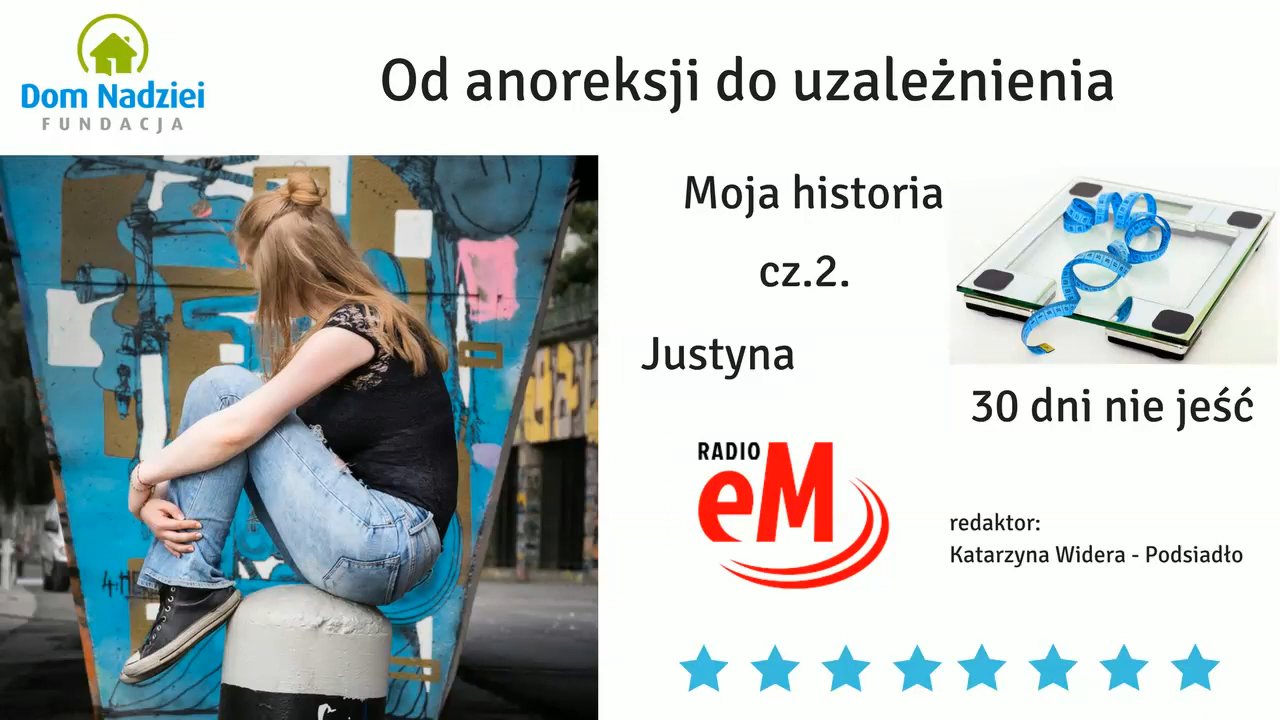 Dom Nadziei
FUNDACJA
Od anoreksji do uzależnienia
Moja historia
cz.2.
Justyna
30 dni nie jeść
RADIO
eM
redaktor:
Katarzyna Widera - Podsiadło